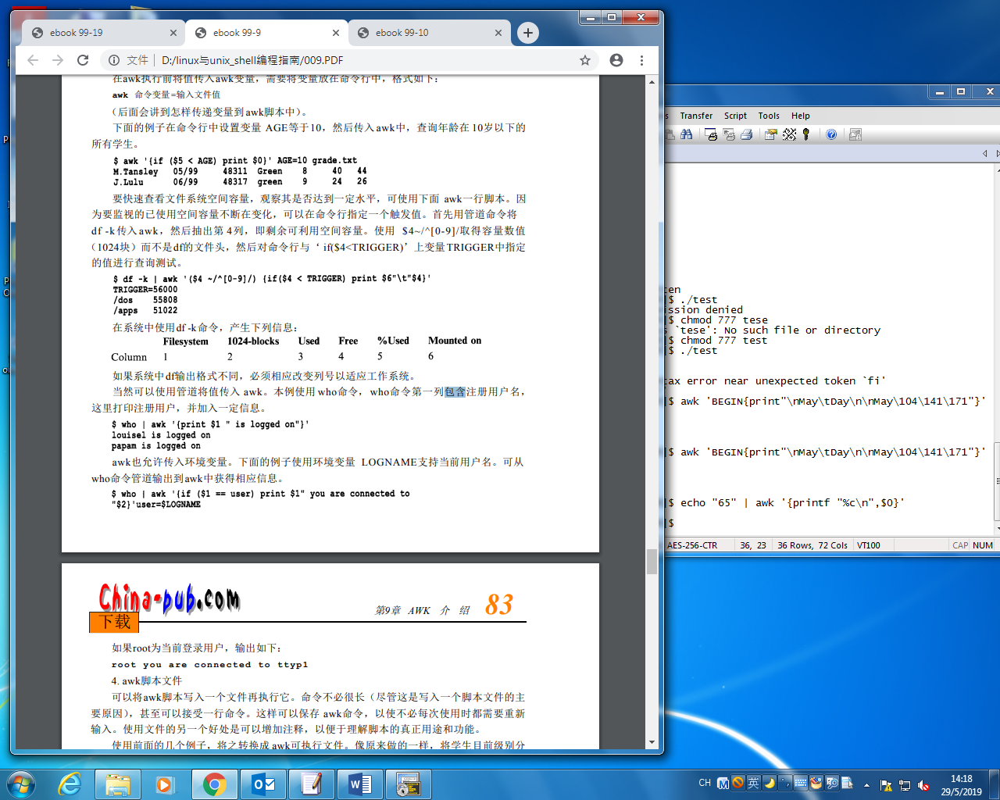 ebook 99-19
ebook 99-9
ebook 99-10
文件
D:/linux与unix_shell编程指南/009.PDF
在awk执行前将值传入awk变量，需要将变量放在命令行中，格式如下：
awk 命令变量=输入文件值
（后面会讲到怎样传递变量到awk脚本中）。
下面的例子在命令行中设置变量 AGE等于10，然后传入awk中，查询年龄在10岁以下的
所有学生。
$ awk '{if ($5 < AGE) print $0}' AGE=10 grade.txt
M.Tansley 05/99 48311 Green 8 40 44
J.Lulu 06/99 48317 green 9 24 26
要快速查看文件系统空间容量，观察其是否达到一定水平，可使用下面 awk一行脚本。因
为要监视的已使用空间容量不断在变化，可以在命令行指定一个触发值。首先用管道命令将
df -k传入awk，然后抽出第 4列，即剩余可利用空间容量。使用 $4~/^[0-9]/取得容量数值
（1024块）而不是df的文件头，然后对命令行与‘ if($4<TRIGGER)’上变量TRIGGER中指定
的值进行查询测试。
$ df -k | awk '($4 ~/^[0-9]/) {if($4 < TRIGGER) print $6"\t"$4}'
TRIGGER=56000
/dos 55808
/apps 51022
在系统中使用df -k命令，产生下列信息：
Filesystem 1024-blocks Used Free %Used Mounted on
Column 1 2 3 4 5 6
如果系统中df输出格式不同，必须相应改变列号以适应工作系统。
当然可以使用管道将值传入 awk。本例使用who命令， who命令第一列包含注册用户名，
这里打印注册用户，并加入一定信息。
$ who | awk '{print $1 " is logged on"}'
louisel is logged on
papam is logged on
awk也允许传入环境变量。下面的例子使用环境变量 LOGNAME支持当前用户名。可从
who命令管道输出到awk中获得相应信息。
$ who | awk '{if ($1 == user) print $1" you are connected to
"$2}'user=$LOGNAME
China-pub.com
下载
第9章 AWK 介 绍 83
如果root为当前登录用户，输出如下：
root you are connected to ttyp1
4. awk脚本文件
可以将awk脚本写入一个文件再执行它。命令不必很长（尽管这是写入一个脚本文件的主
要原因），甚至可以接受一行命令。这样可以保存 awk命令，以使不必每次使用时都需要重新
输入。使用文件的另一个好处是可以增加注释，以便于理解脚本的真正用途和功能。
使用前面的几个例子，将之转换成awk可执行文件。像原来做的一样，将学生目前级别分
s Transfer Script Tools Help
ten
]$ ./test
ission denied
]$ chmod 777 tese
s `tese': No such file or directory
]$ chmod 777 test
]$ ./test
tax error near unexpected token `fi'
]$ awk 'BEGIN{print"\nMay\tDay\n\nMay\104\141\171"}'
]$ awk 'BEGIN{print"\nMay\tDay\n\nMay\104\141\171"}'
]$ echo "65" | awk '{printf "%c\n",$0}'
]$
AES-256-CTR 36, 23 36 Rows, 72 Cols VT100 CAP NUM
CH 英
14:18
29/5/2019